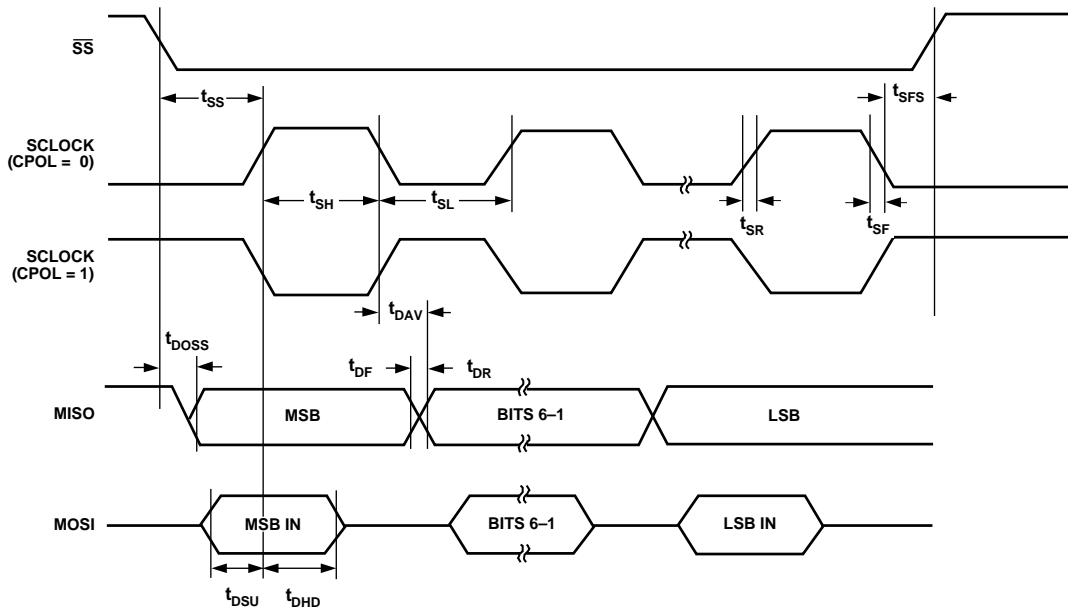 SS
tSS
tSFS
SCLOCK
(CPOL = 0)
tSH
tSL
tSR
tSF
SCLOCK
(CPOL = 1)
tDAV
tDOSS
tDF
tDR
MISO
MSB
BITS 6–1
LSB
MOSI
MSB IN
BITS 6–1
LSB IN
tDSU
tDHD